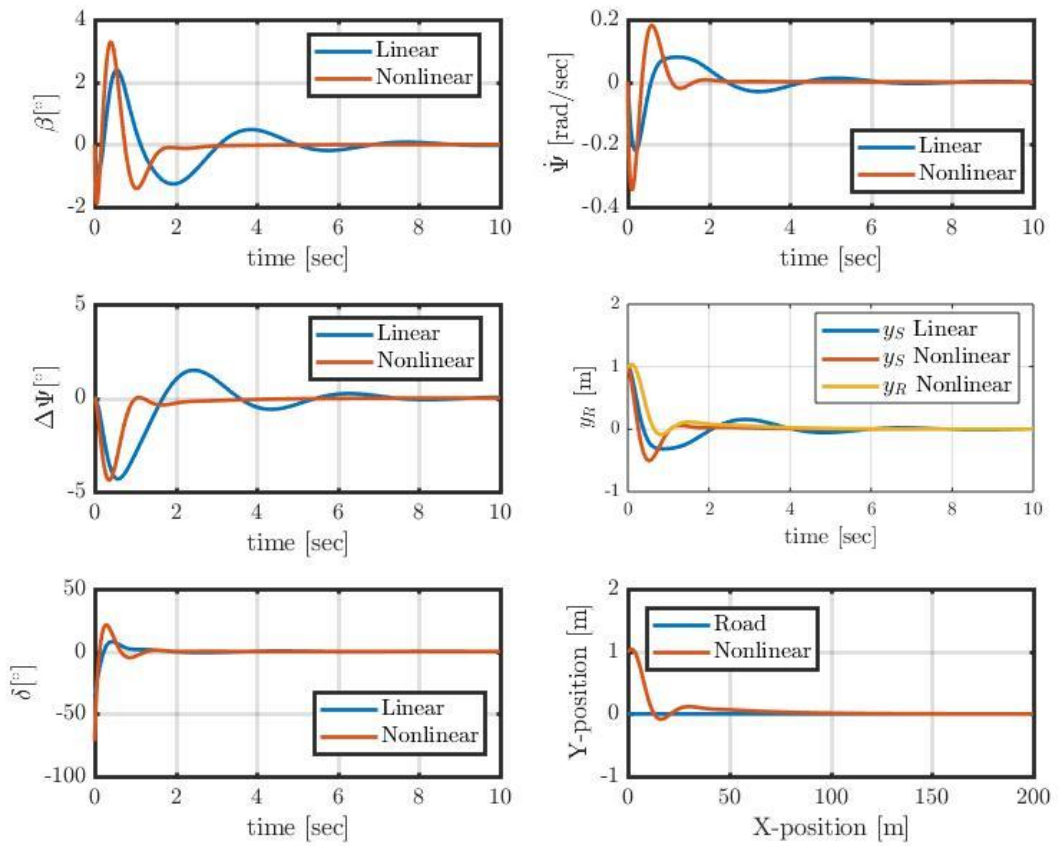 4
2
0
-2
β[°]
Linear
Nonlinear
0 2 4 6 8 10
time [sec]
0.2
0
-0.2
-0.4
Ψ̇ [rad/sec]
Linear
Nonlinear
0 2 4 6 8 10
time [sec]
5
0
-5
ΔΨ[°]
Linear
Nonlinear
0 2 4 6 8 10
time [sec]
2
1
0
-1
y_R [m]
y_S Linear
y_S Nonlinear
y_R Nonlinear
0 2 4 6 8 10
time [sec]
50
0
-50
-100
δ[°]
Linear
Nonlinear
0 2 4 6 8 10
time [sec]
2
1
0
-1
Y-position [m]
Road
Nonlinear
0 50 100 150 200
X-position [m]